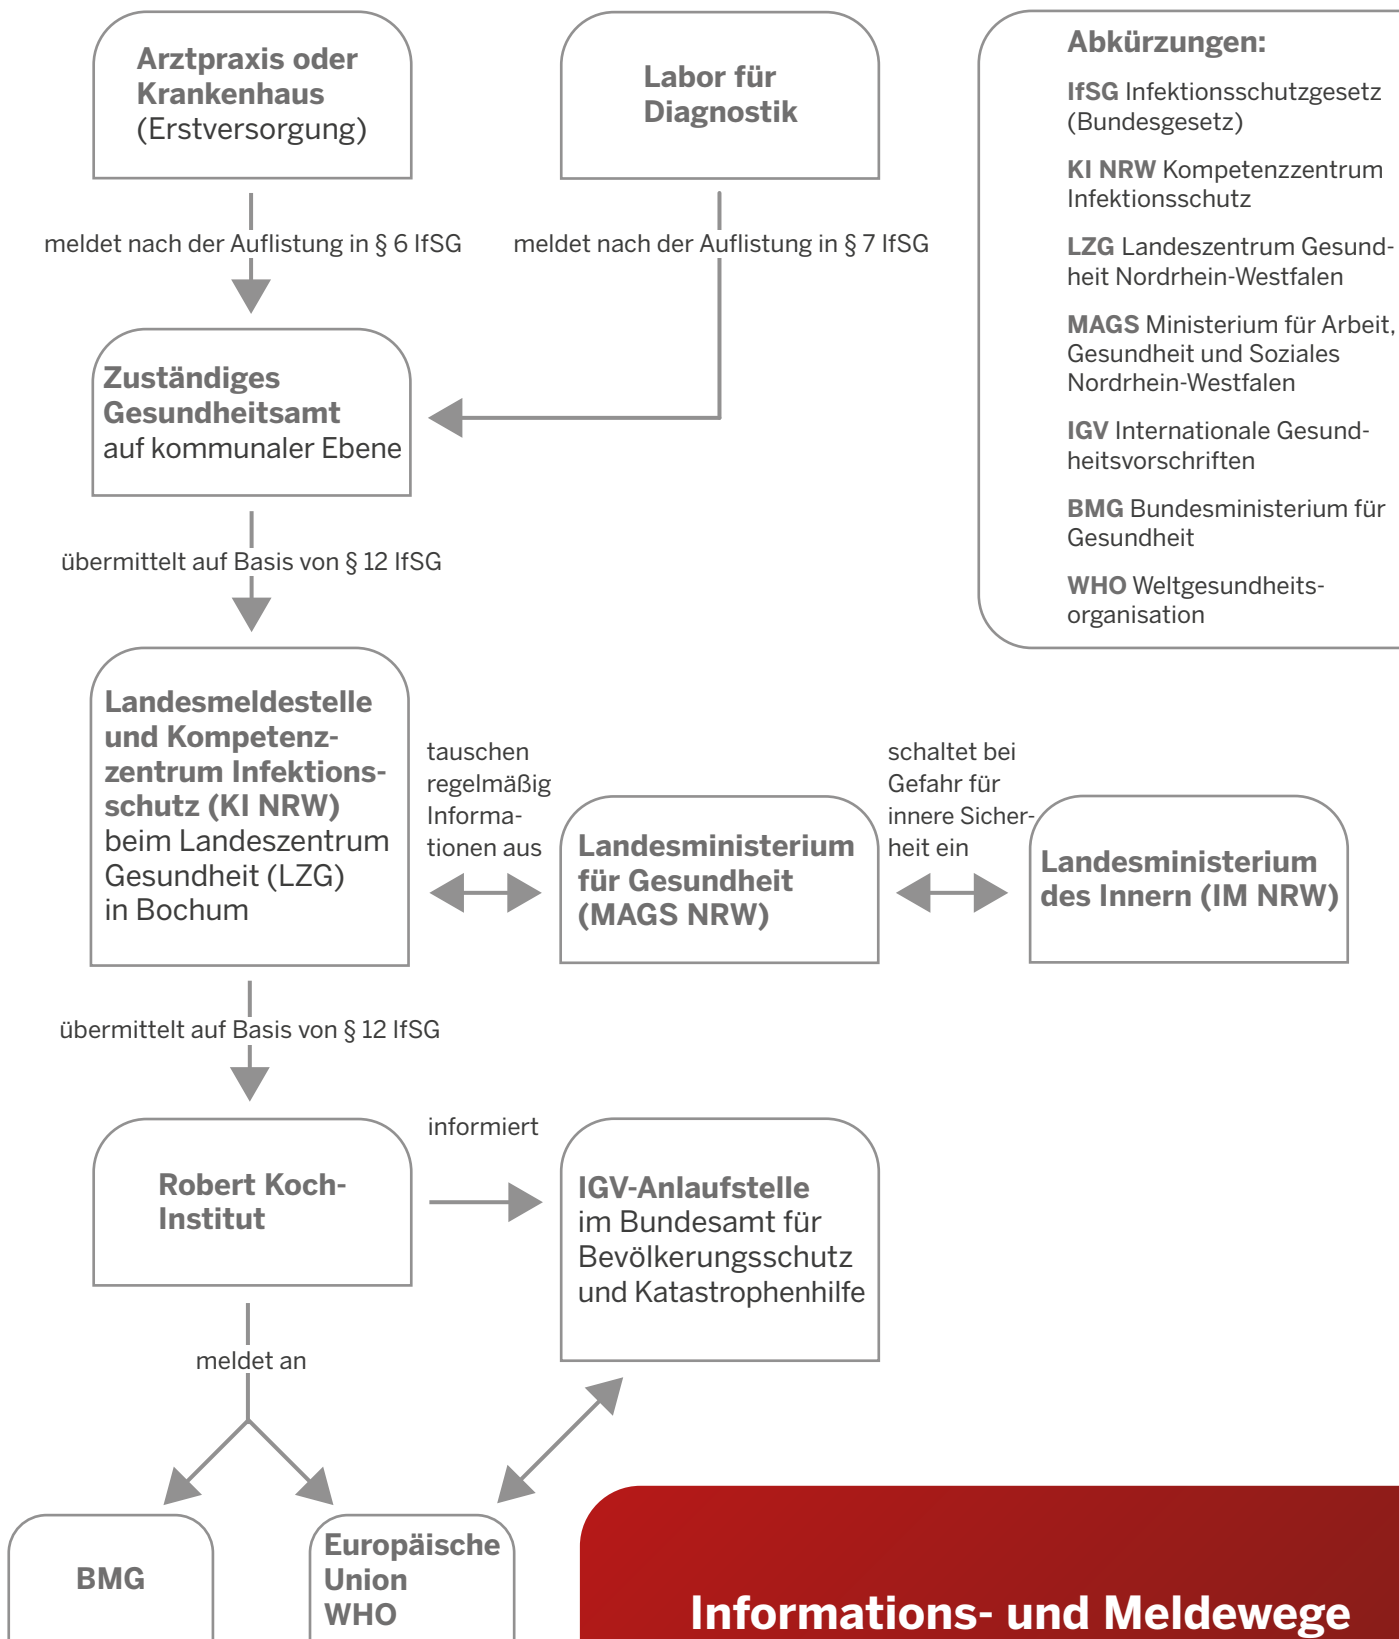 Arztpraxis oder
Krankenhaus
(Erstversorgung)
Labor für
Diagnostik
Abkürzungen:
IfSG Infektionsschutzgesetz
(Bundesgesetz)
KI NRW Kompetenzzentrum
Infektionsschutz
LZG Landeszentrum Gesund-
heit Nordrhein-Westfalen
MAGS Ministerium für Arbeit,
Gesundheit und Soziales
Nordrhein-Westfalen
IGV Internationale Gesund-
heitsvorschriften
BMG Bundesministerium für
Gesundheit
WHO Weltgesundheits-
organisation
meldet nach der Auflistung in § 6 IfSG
meldet nach der Auflistung in § 7 IfSG
Zuständiges
Gesundheitsamt
auf kommunaler Ebene
übermittelt auf Basis von § 12 IfSG
Landesmeldestelle
und Kompetenz-
zentrum Infektions-
schutz (KI NRW)
beim Landeszentrum
Gesundheit (LZG)
in Bochum
tauschen
regelmäßig
Informa-
tionen aus
Landesministerium
für Gesundheit
(MAGS NRW)
schaltet bei
Gefahr für
innere Sicher-
heit ein
Landesministerium
des Innern (IM NRW)
übermittelt auf Basis von § 12 IfSG
Robert Koch-
Institut
informiert
IGV-Anlaufstelle
im Bundesamt für
Bevölkerungsschutz
und Katastrophenhilfe
meldet an
BMG
Europäische
Union
WHO
Informations- und Meldewege